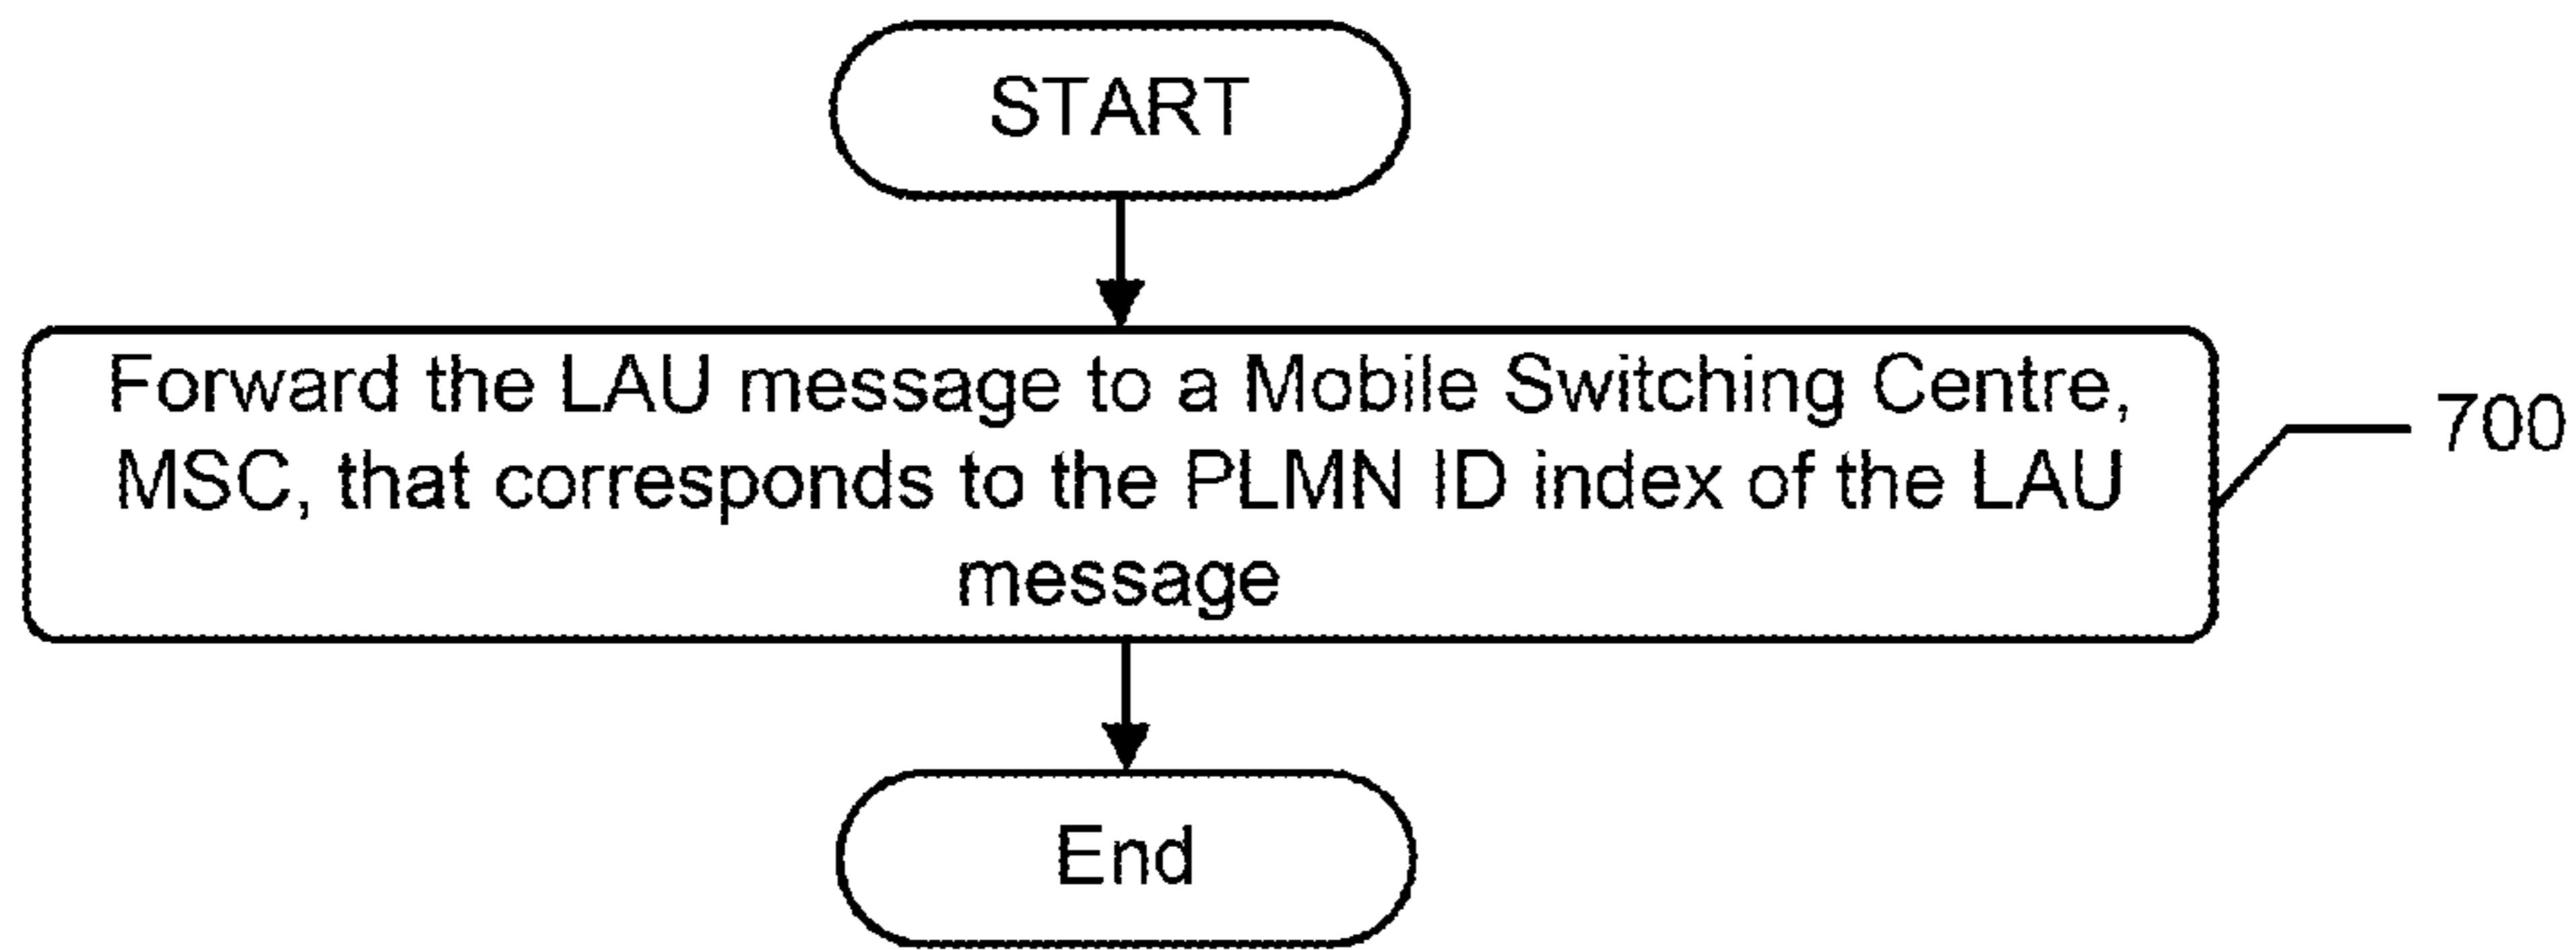 START
Forward the LAU message to a Mobile Switching Centre,
MSC, that corresponds to the PLMN ID index of the LAU
message
700
End